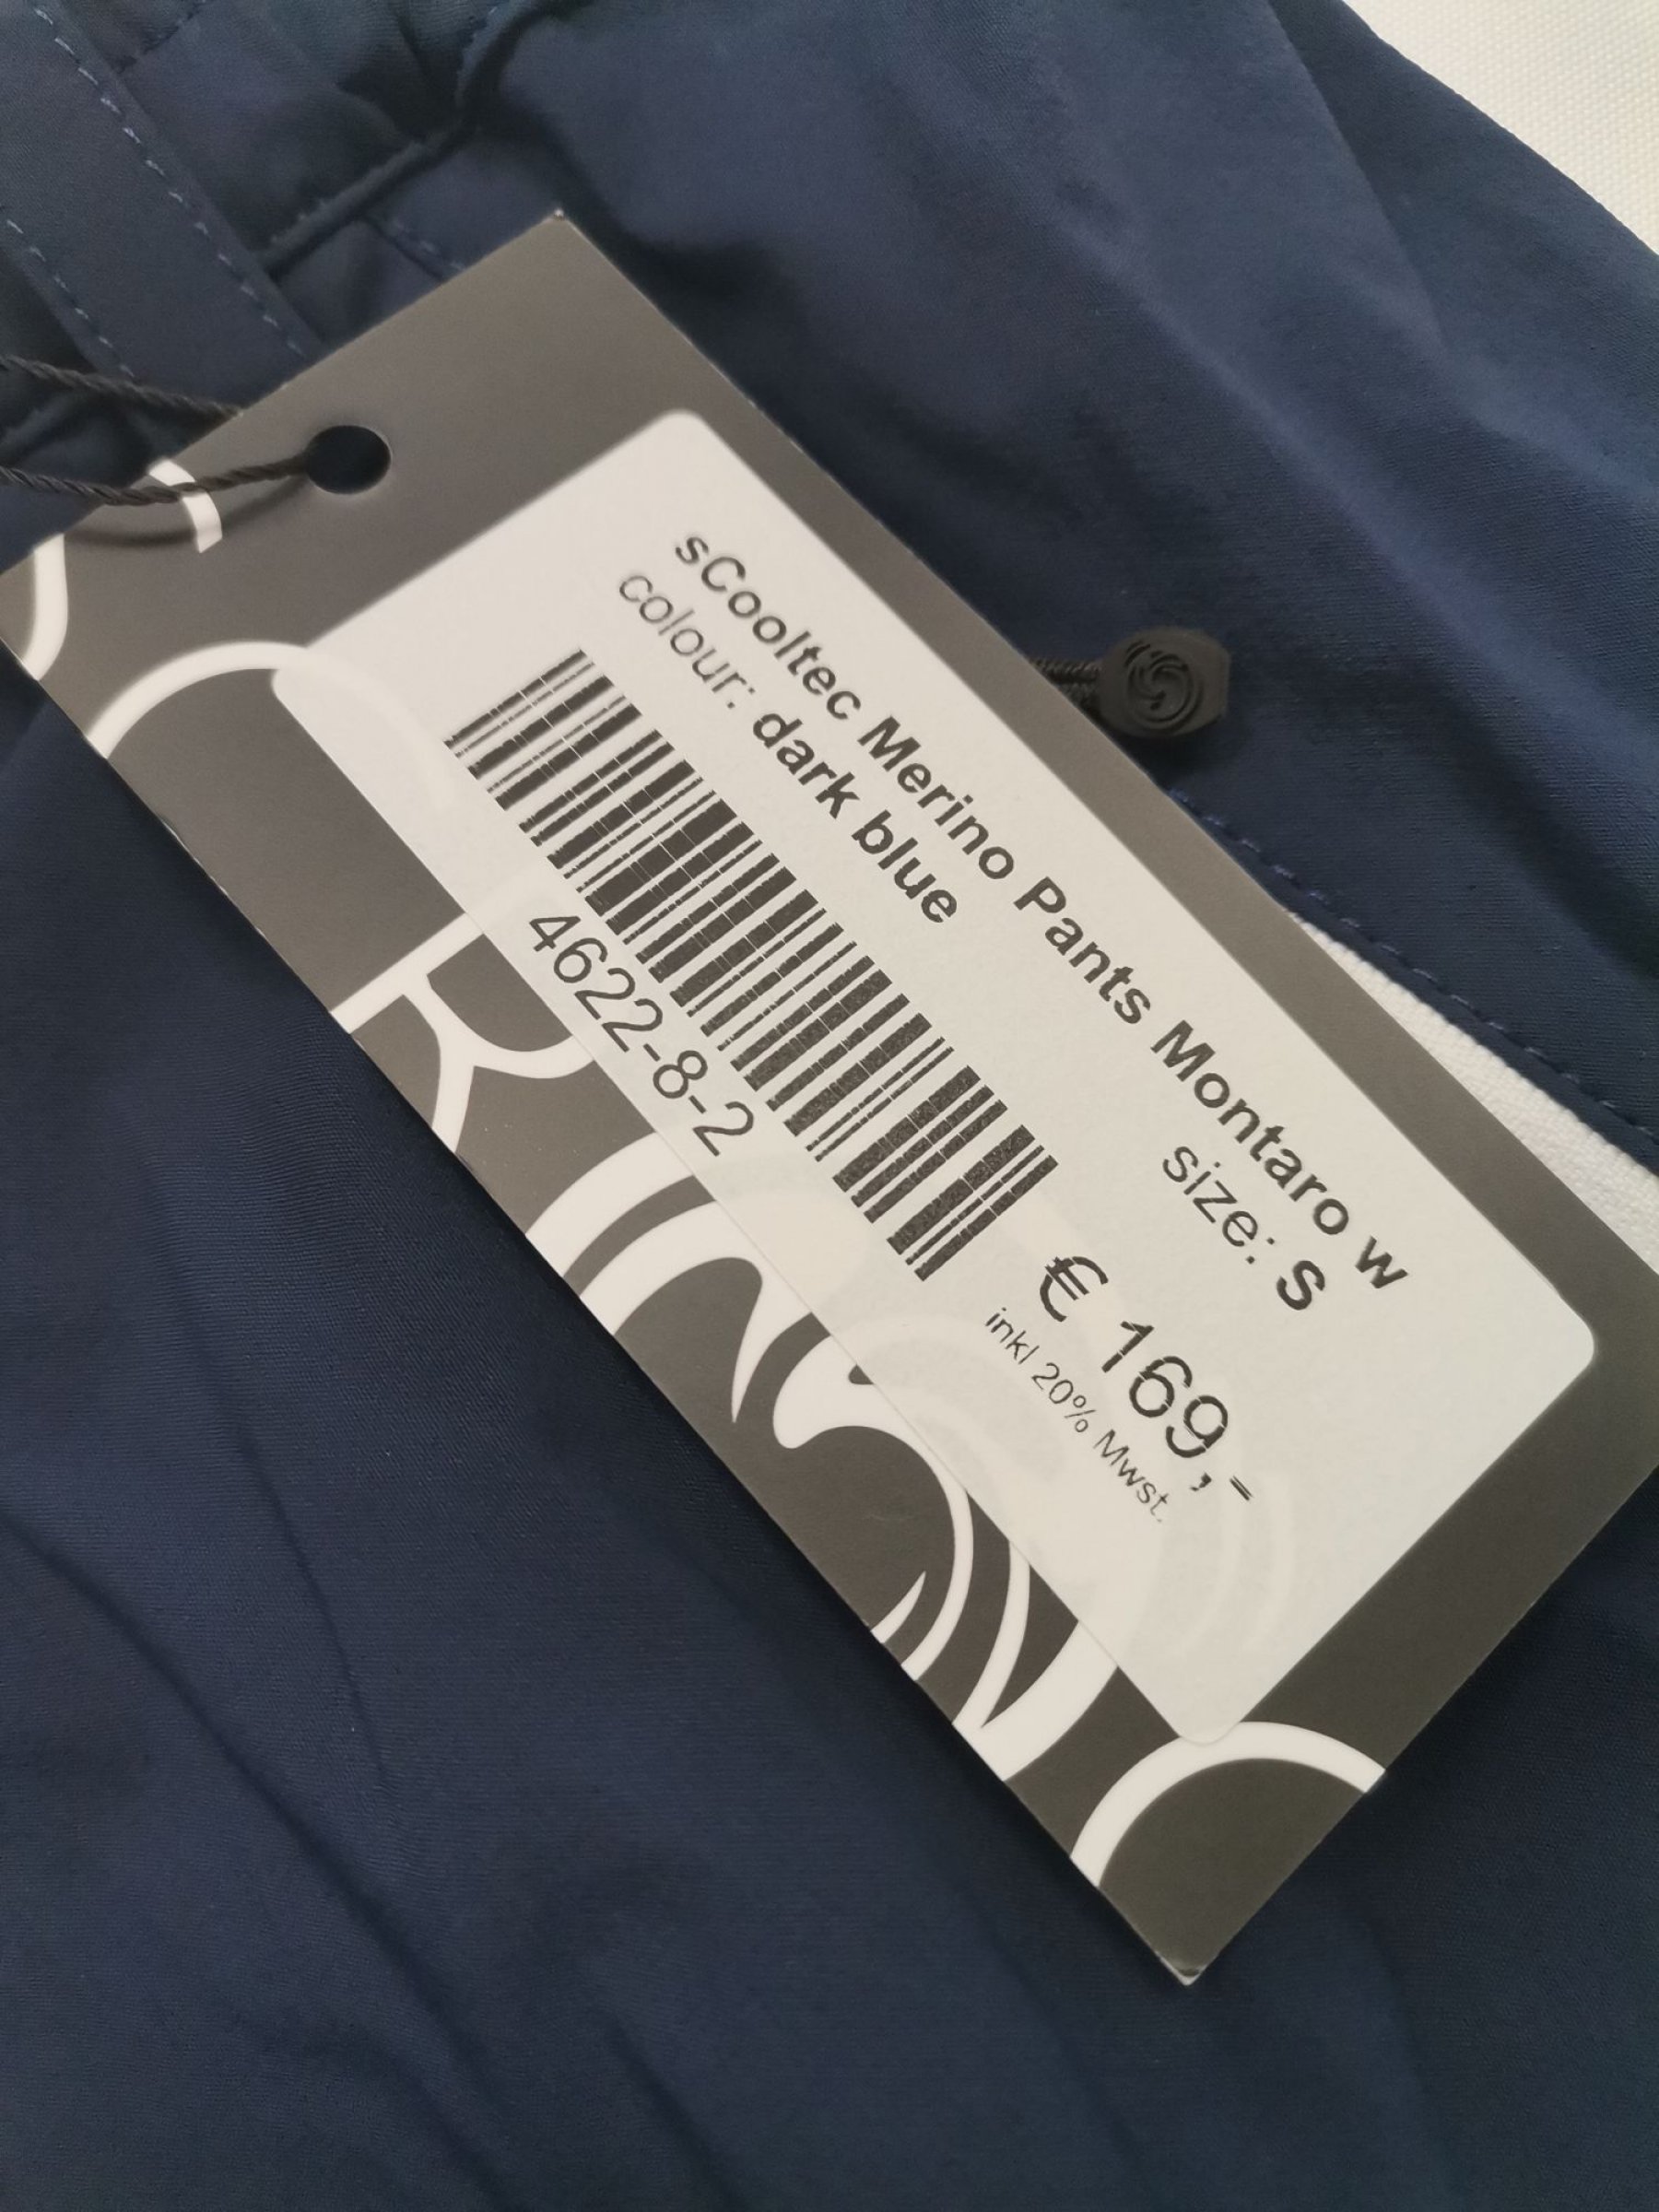 sCooltec Merino Pants Montaro w
colour: dark blue
size: S
4622-8-2
€ 169,-
inkl 20% Mwst.